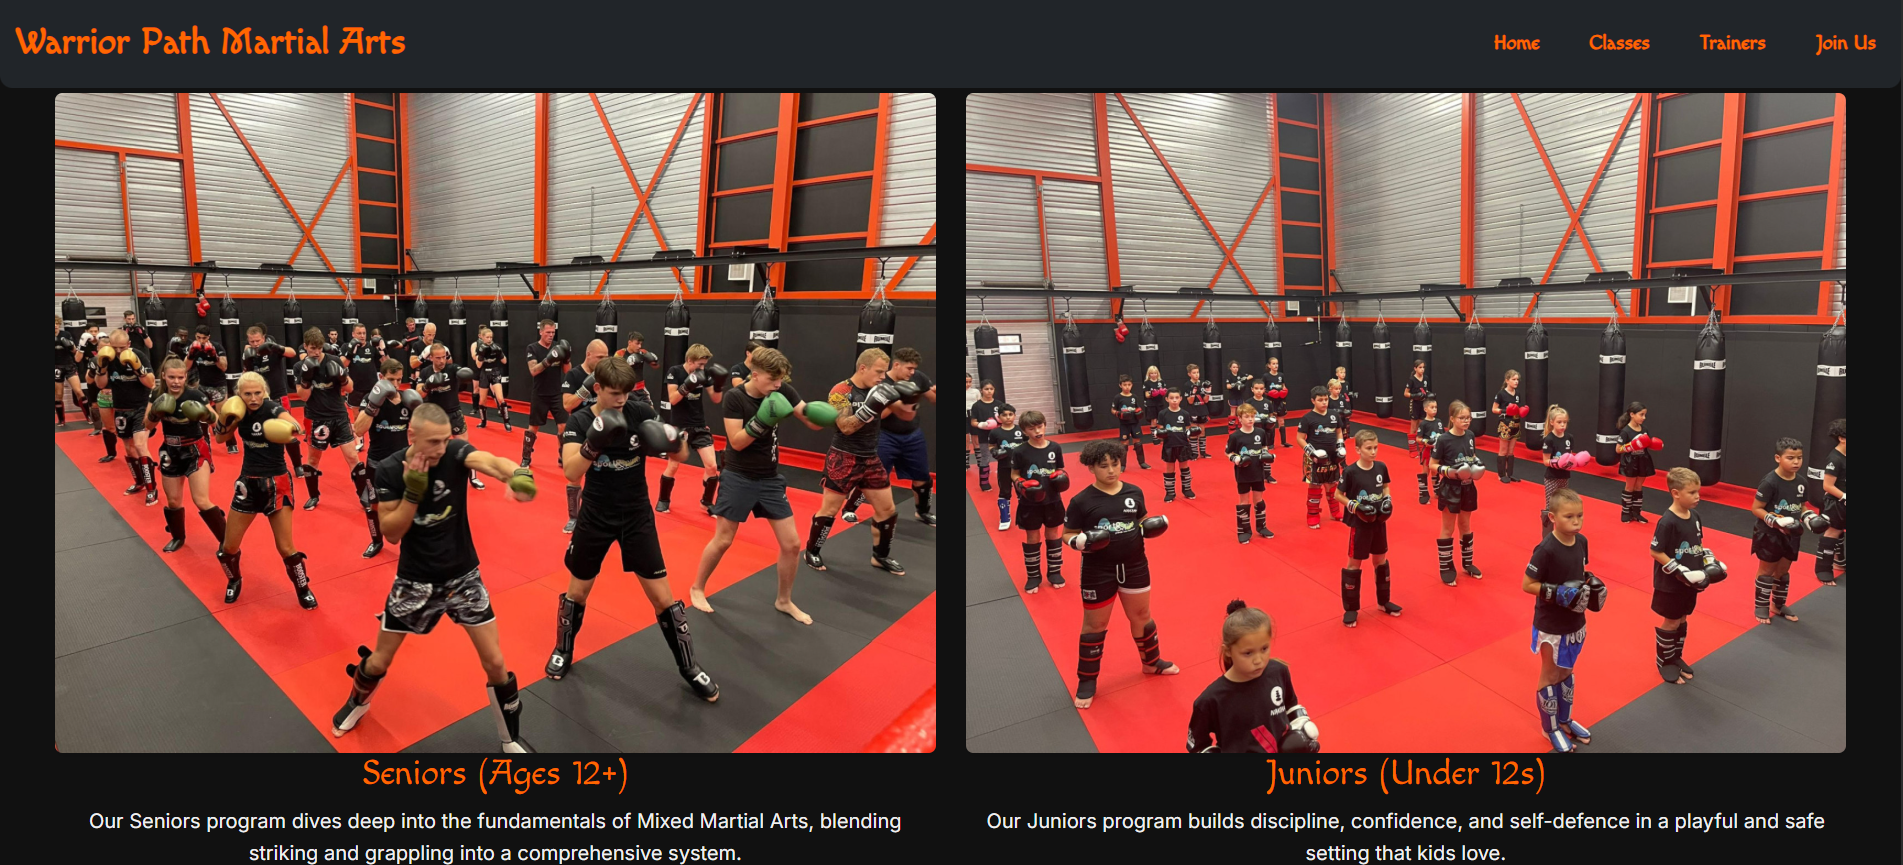 Warrior Path Martial Arts
Home
Classes
Trainers
Join Us
Seniors (Ages 12+)
Our Seniors program dives deep into the fundamentals of Mixed Martial Arts, blending
striking and grappling into a comprehensive system.
Juniors (Under 12s)
Our Juniors program builds discipline, confidence, and self-defence in a playful and safe
setting that kids love.